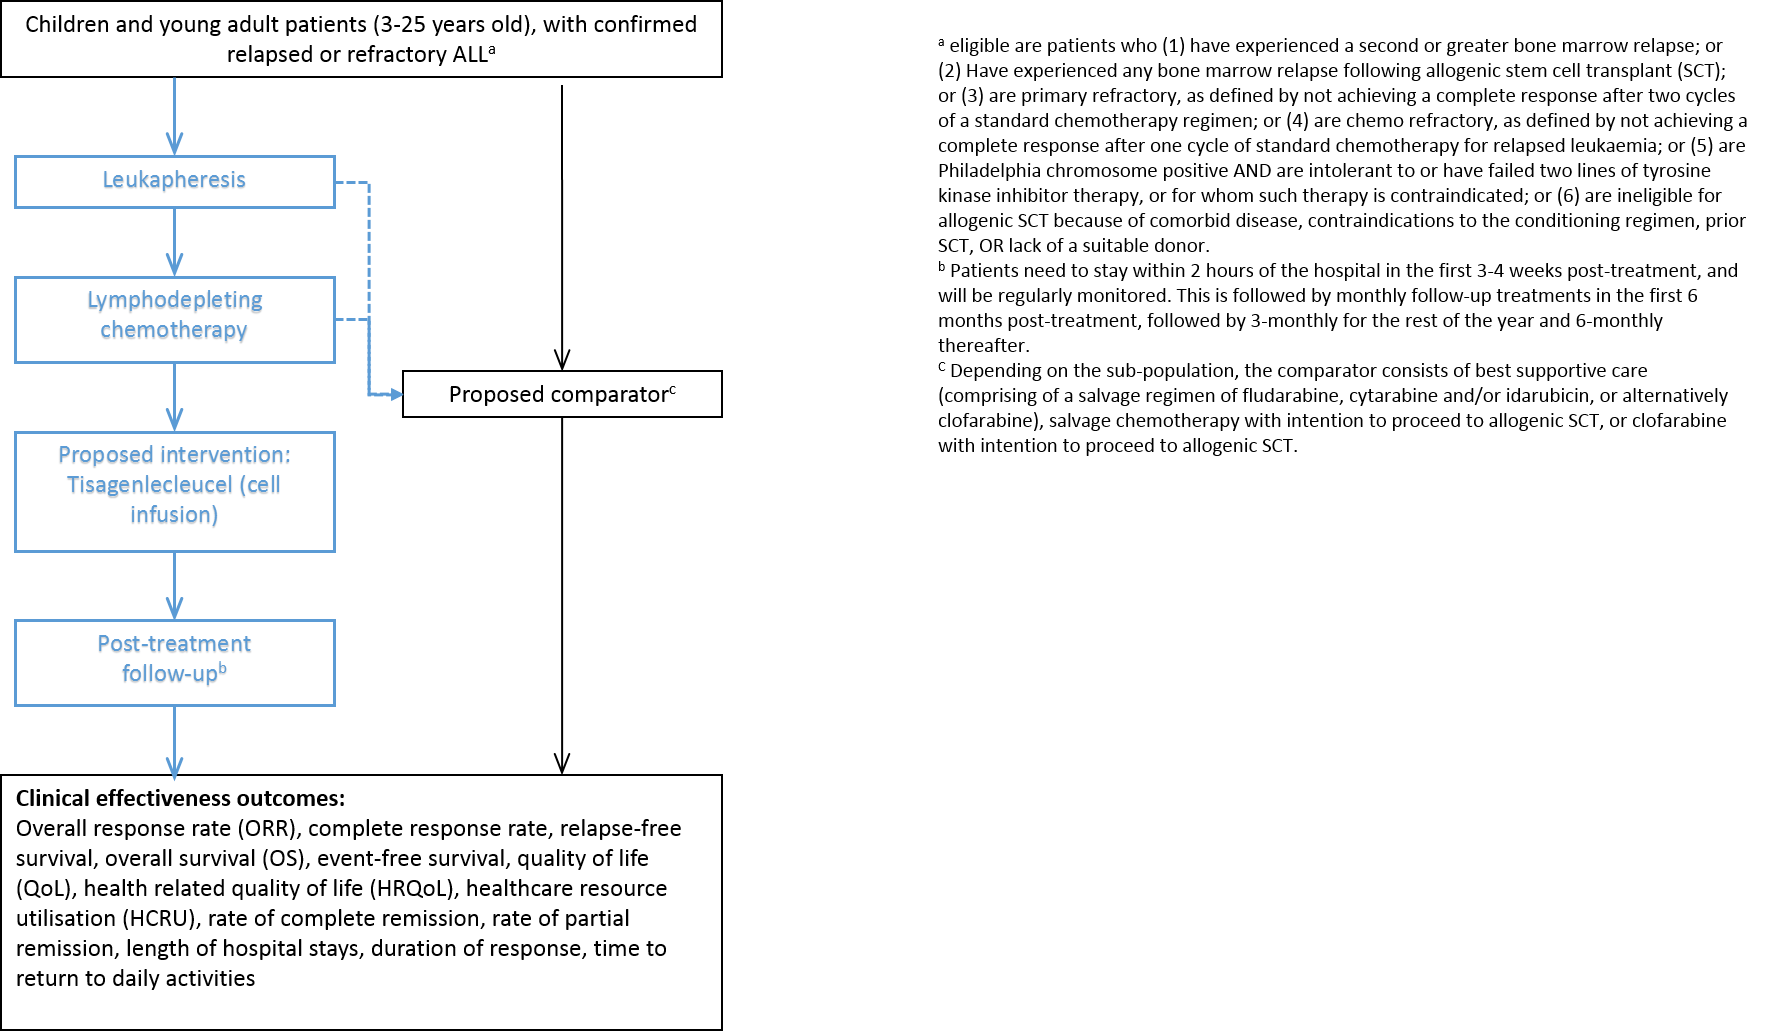 Children and young adult patients (3-25 years old), with confirmed
relapsed or refractory ALLa
Leukapheresis
Lymphodepleting
chemotherapy
Proposed comparatorc
Proposed intervention:
Tisagenlecleucel (cell
infusion)
Post-treatment
follow-upb
Clinical effectiveness outcomes:
Overall response rate (ORR), complete response rate, relapse-free
survival, overall survival (OS), event-free survival, quality of life
(QoL), health related quality of life (HRQoL), healthcare resource
utilisation (HCRU), rate of complete remission, rate of partial
remission, length of hospital stays, duration of response, time to
return to daily activities
a eligible are patients who (1) have experienced a second or greater bone marrow relapse; or
(2) Have experienced any bone marrow relapse following allogenic stem cell transplant (SCT);
or (3) are primary refractory, as defined by not achieving a complete response after two cycles
of a standard chemotherapy regimen; or (4) are chemo refractory, as defined by not achieving a
complete response after one cycle of standard chemotherapy for relapsed leukaemia; or (5) are
Philadelphia chromosome positive AND are intolerant to or have failed two lines of tyrosine
kinase inhibitor therapy, or for whom such therapy is contraindicated; or (6) are ineligible for
allogenic SCT because of comorbid disease, contraindications to the conditioning regimen, prior
SCT, OR lack of a suitable donor.
b Patients need to stay within 2 hours of the hospital in the first 3-4 weeks post-treatment, and
will be regularly monitored. This is followed by monthly follow-up treatments in the first 6
months post-treatment, followed by 3-monthly for the rest of the year and 6-monthly
thereafter.
C Depending on the sub-population, the comparator consists of best supportive care
(comprising of a salvage regimen of fludarabine, cytarabine and/or idarubicin, or alternatively
clofarabine), salvage chemotherapy with intention to proceed to allogenic SCT, or clofarabine
with intention to proceed to allogenic SCT.